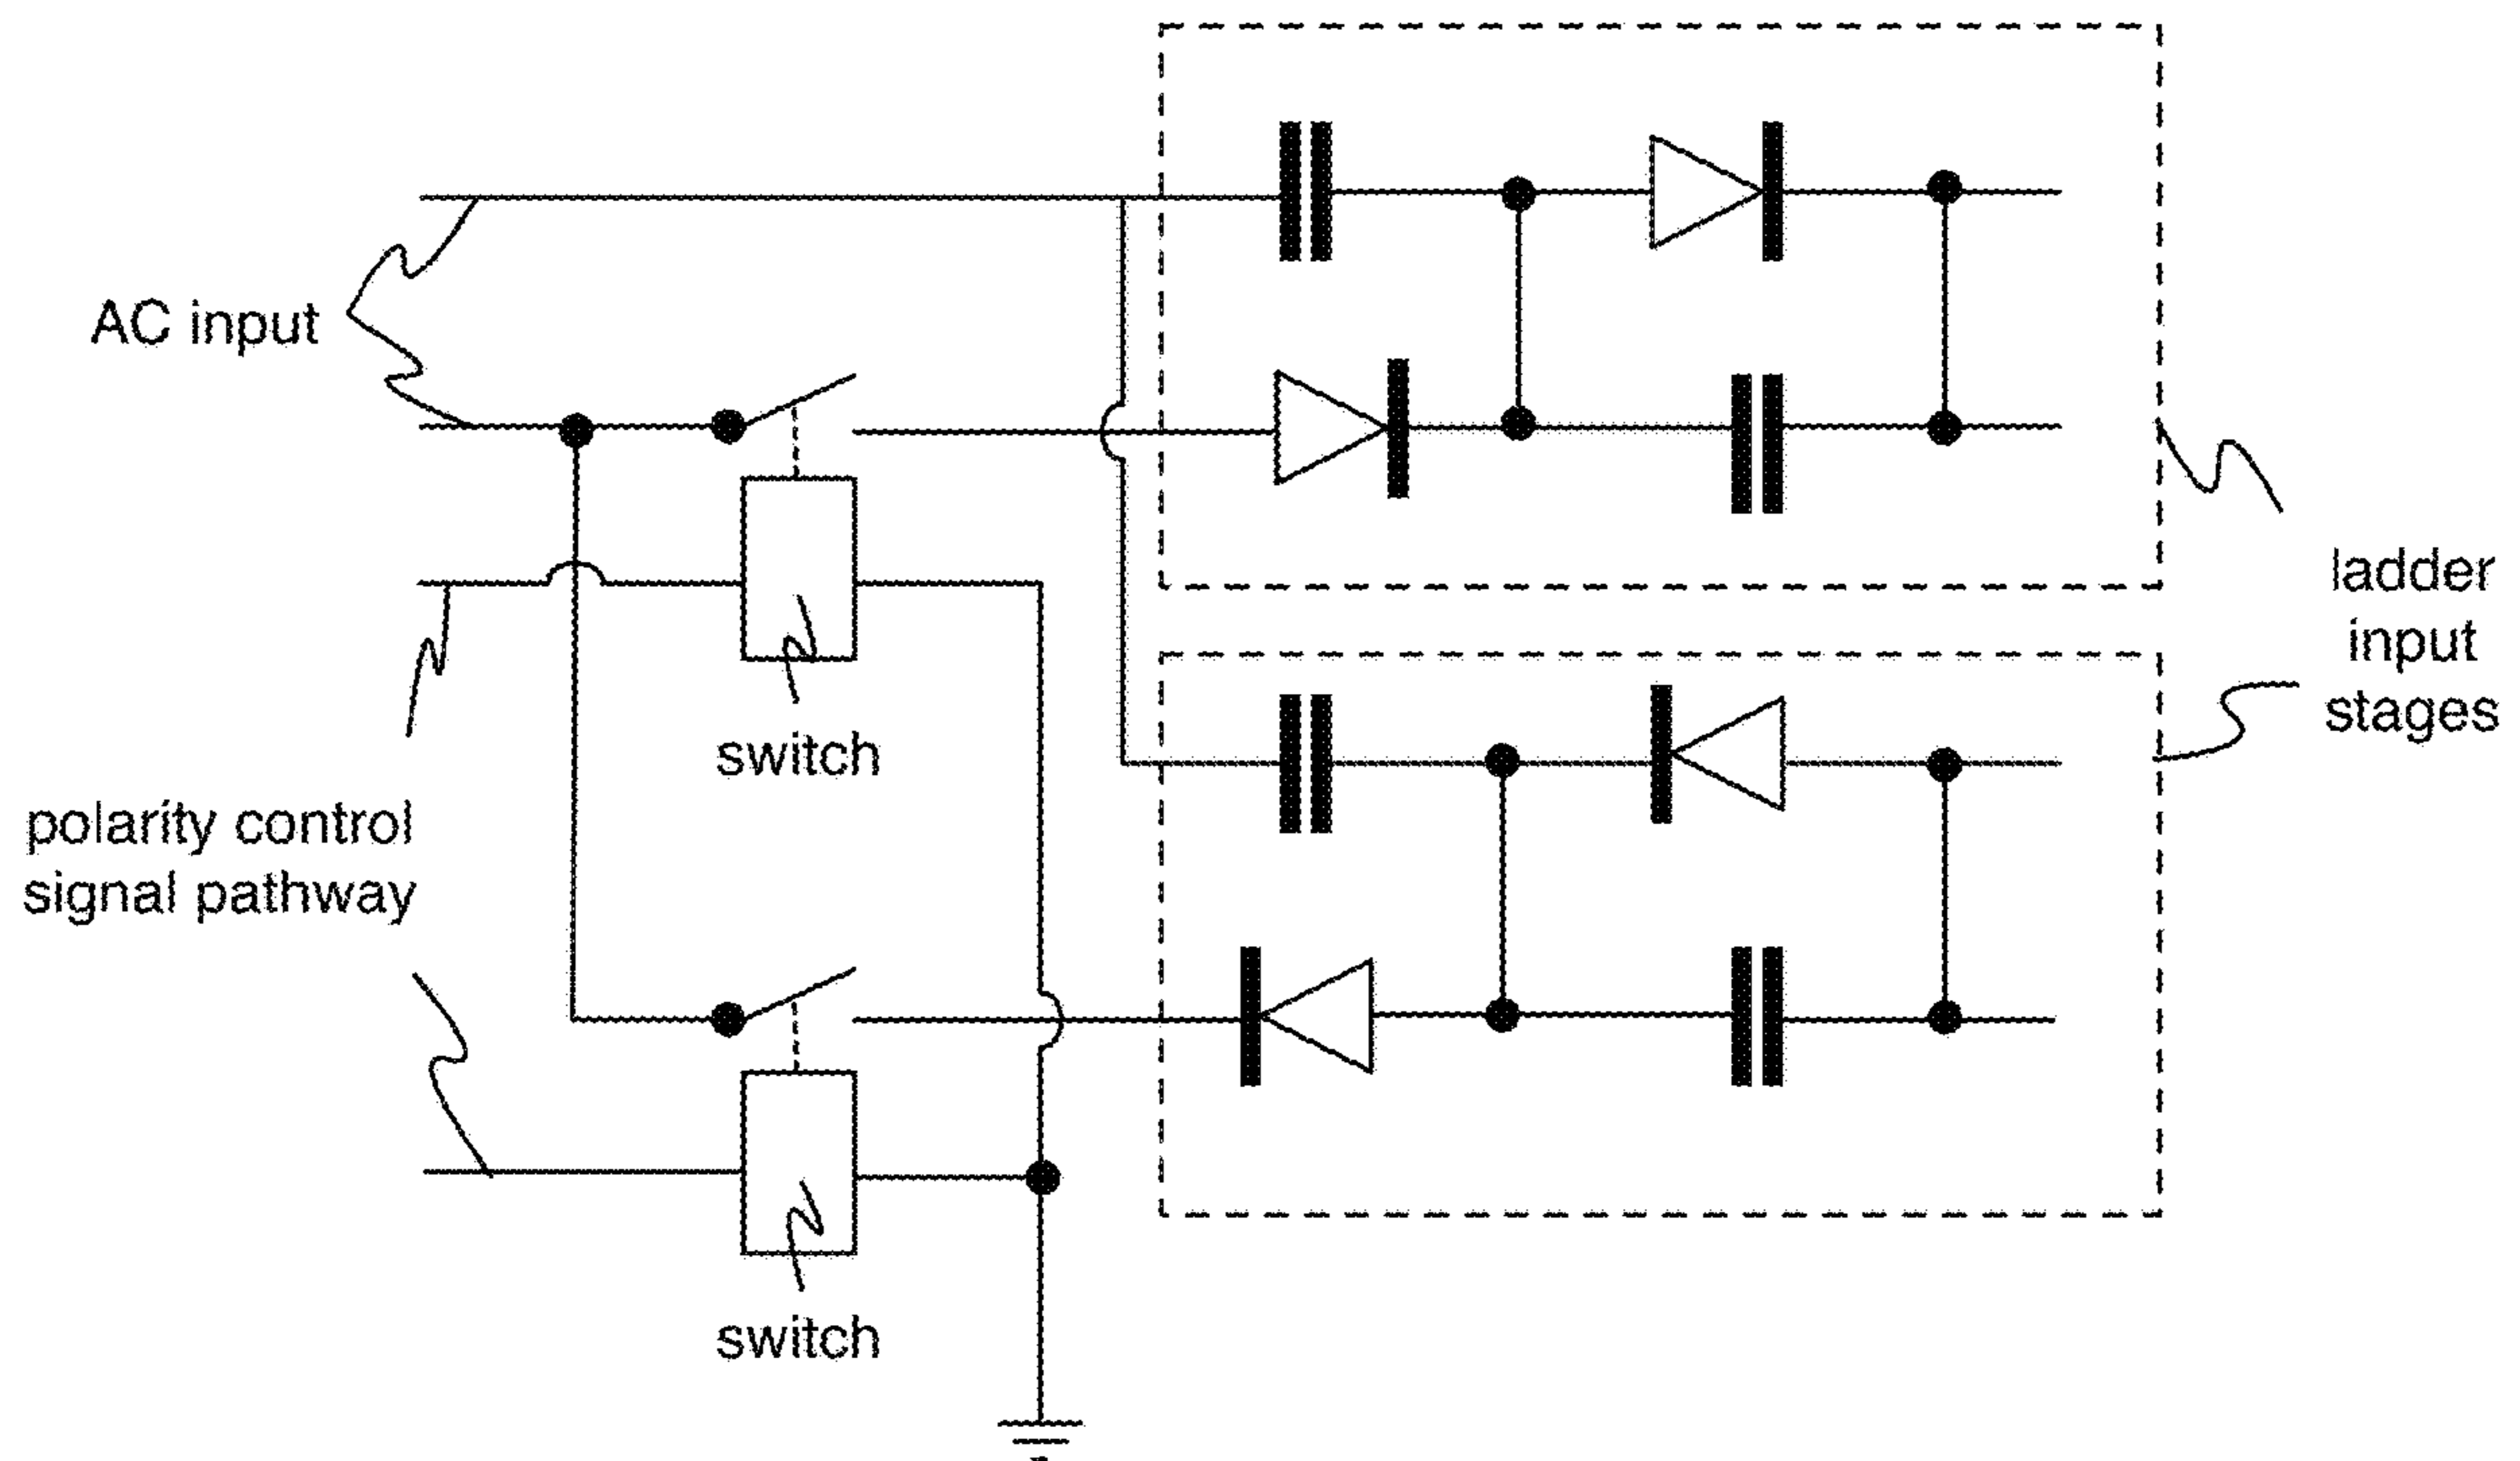 AC input
switch
polarity control
signal pathway
switch
ladder
input
stages